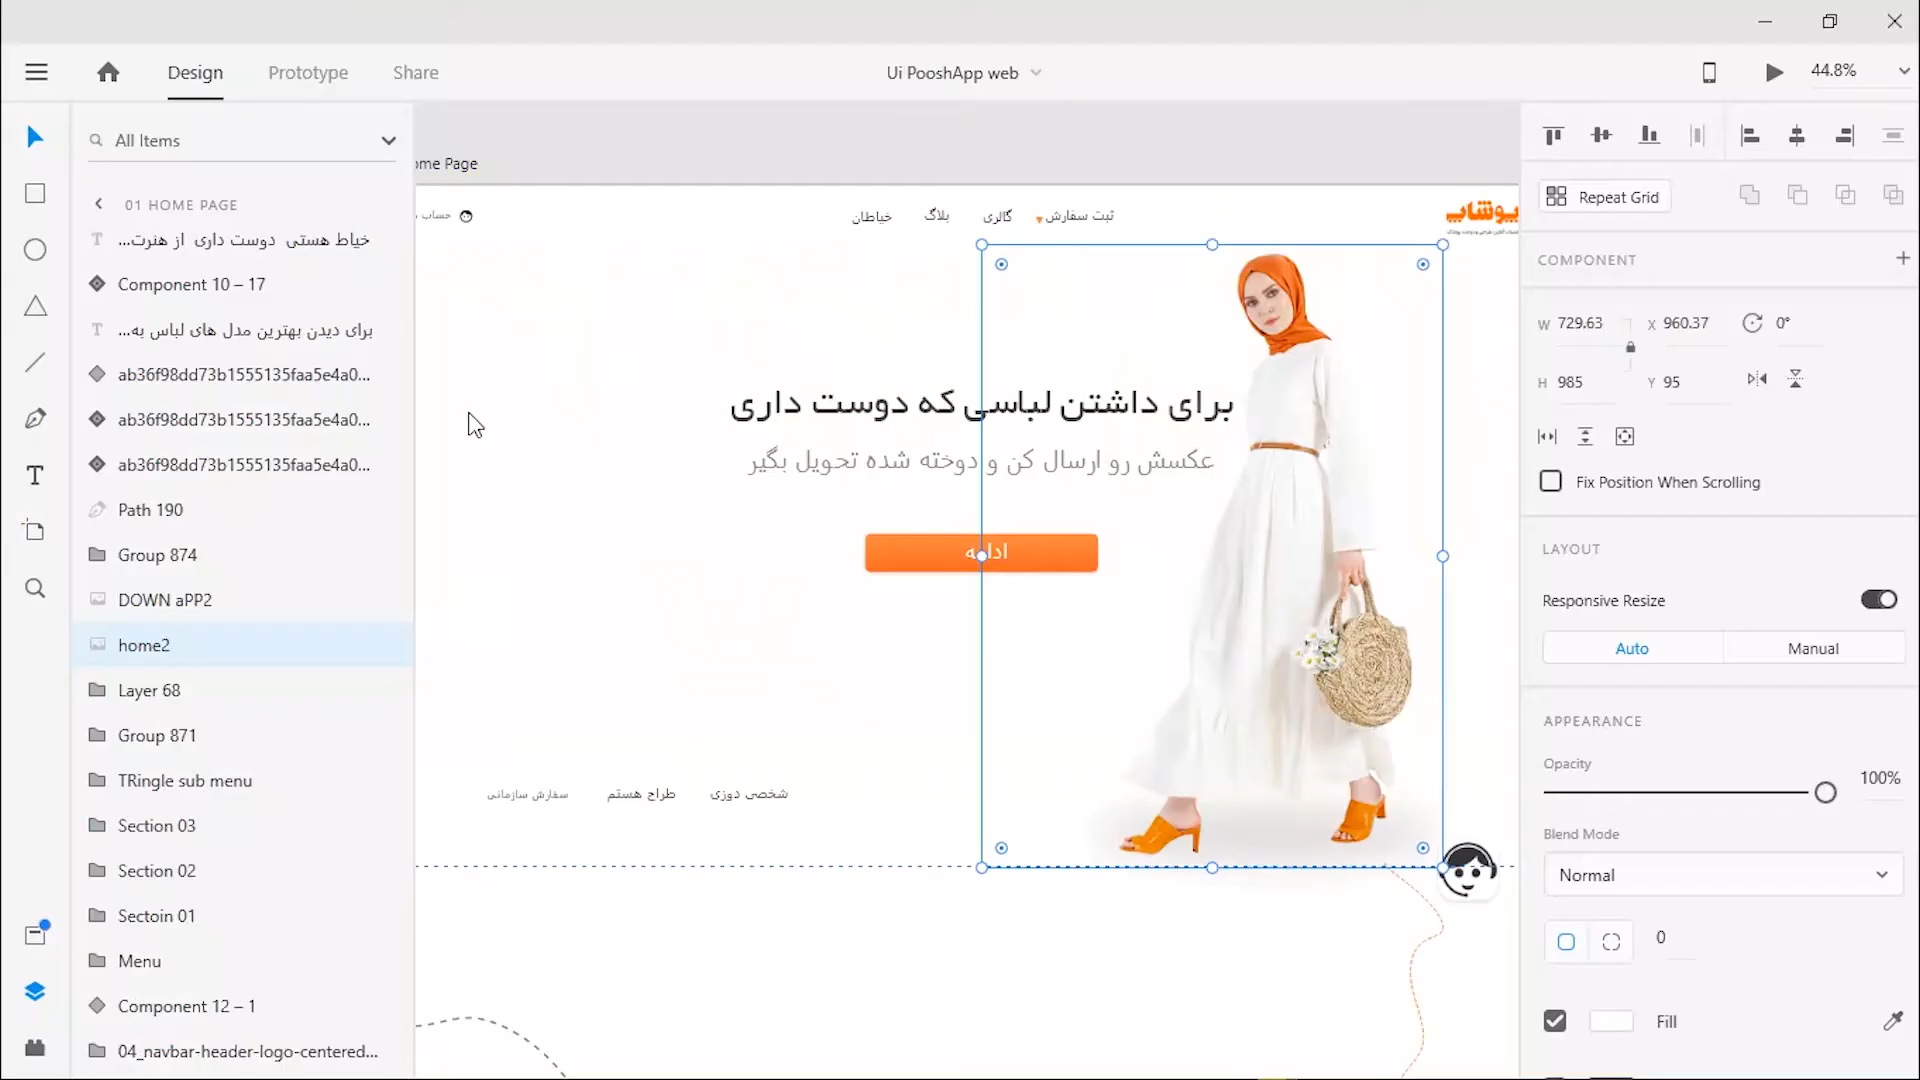 Design
Prototype
Share
Ui PooshApp web
44.8%
All Items
01 HOME PAGE
خیاط هستی دوست داری از هنرت...
Component 10 – 17
برای دیدن بهترین مدل های لباس به...
ab36f98dd73b1555135faa5e4a0...
ab36f98dd73b1555135faa5e4a0...
ab36f98dd73b1555135faa5e4a0...
Path 190
Group 874
DOWN aPP2
home2
Layer 68
Group 871
TRingle sub menu
Section 03
Section 02
Sectoin 01
Menu
Component 12 – 1
04_navbar-header-logo-centered...
ome Page
پوشاپ
ثبت سفارش
گالری
بلاگ
خیاطان
حساب
برای داشتن لباسی که دوست داری
عکسش رو ارسال کن و دوخته شده تحویل بگیر
ادامه
شخصی دوزی
طراح هستم
سفارش سازمانی
Repeat Grid
COMPONENT
W 729.63
X 960.37
0°
H 985
Y 95
Fix Position When Scrolling
LAYOUT
Responsive Resize
Auto
Manual
APPEARANCE
Opacity
100%
Blend Mode
Normal
0
Fill